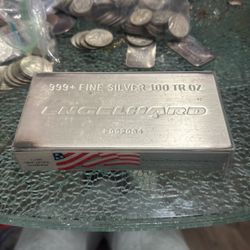 999+ FINE SILVER 100 TR OZ
ENGELHARD